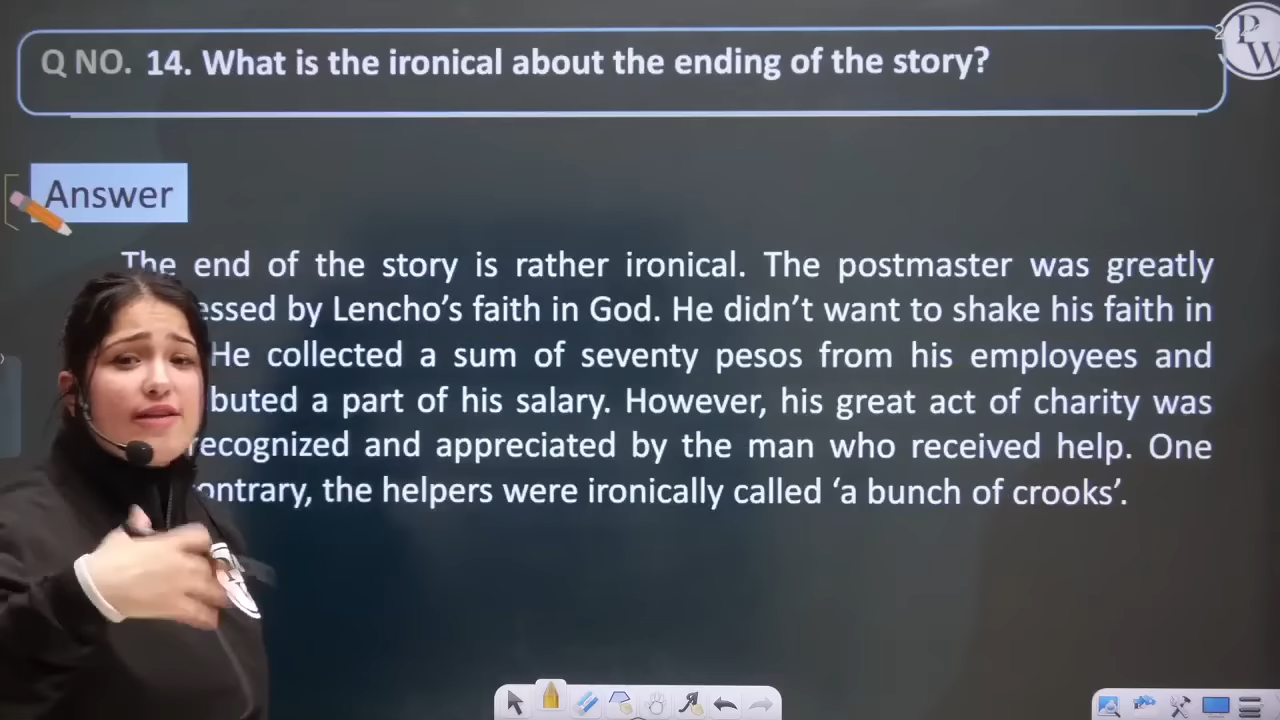 Q NO. 14. What is the ironical about the ending of the story?
P
W
Answer
The end of the story is rather ironical. The postmaster was greatly
essed by Lencho's faith in God. He didn't want to shake his faith in
He collected a sum of seventy pesos from his employees and
buted a part of his salary. However, his great act of charity was
recognized and appreciated by the man who received help. One
ontrary, the helpers were ironically called 'a bunch of crooks'.